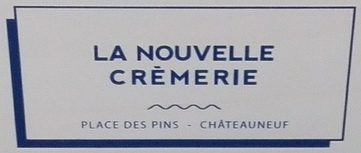 LA NOUVELLE
CRÈMERIE
PLACE DES PINS - CHÂTEAUNEUF